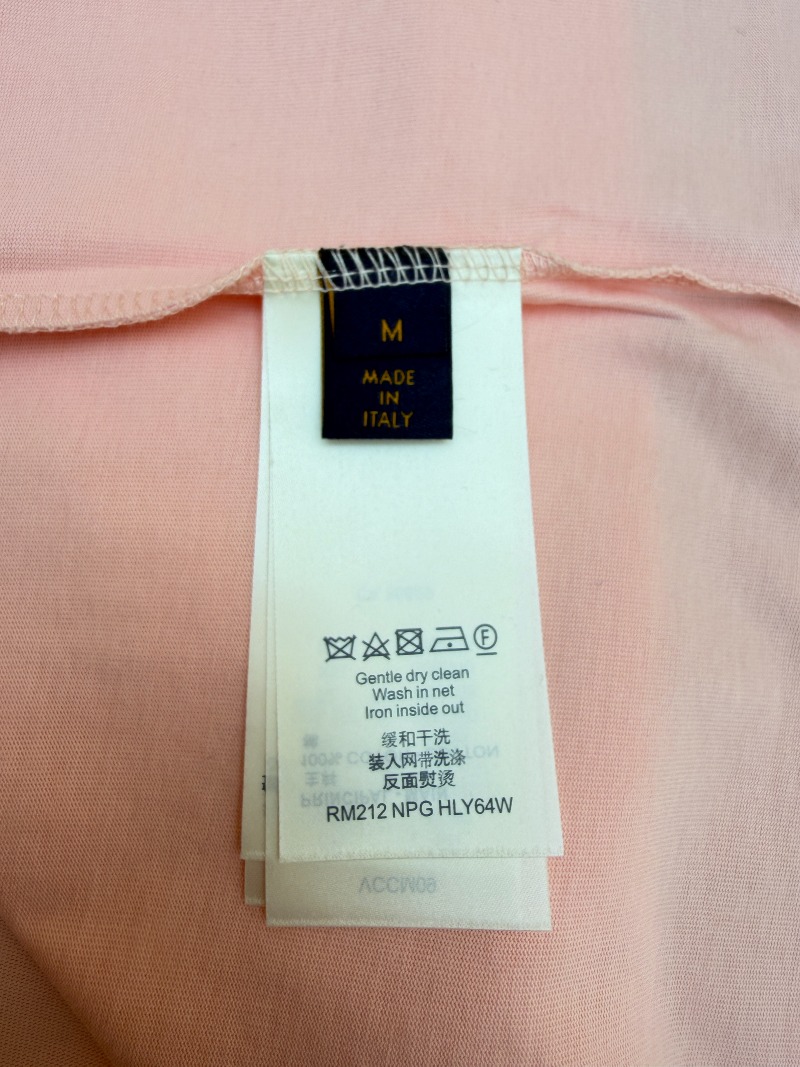 M
MADE
IN
ITALY
F
Gentle dry clean
Wash in net
Iron inside out
缓和干洗
装入网带洗涤
反面熨烫
RM212 NPG HLY64W
VCCM09